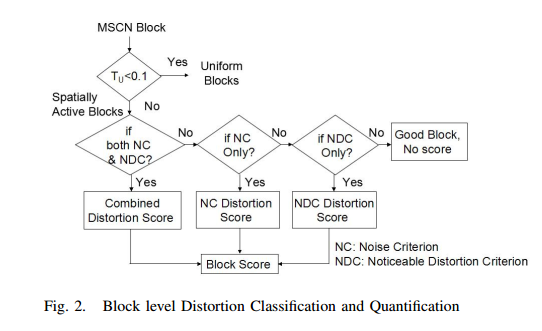 MSCN Block
Yes
Uniform
Blocks
TU<0.1
Spatially
Active Blocks
No
if
both NC
& NDC?
No
if NC
Only?
No
if NDC
Only?
No
Good Block,
No score
Yes
Yes
Yes
Combined
Distortion Score
NC Distortion
Score
NDC Distortion
Score
Block Score
NC: Noise Criterion
NDC: Noticeable Distortion Criterion
Fig. 2. Block level Distortion Classification and Quantification